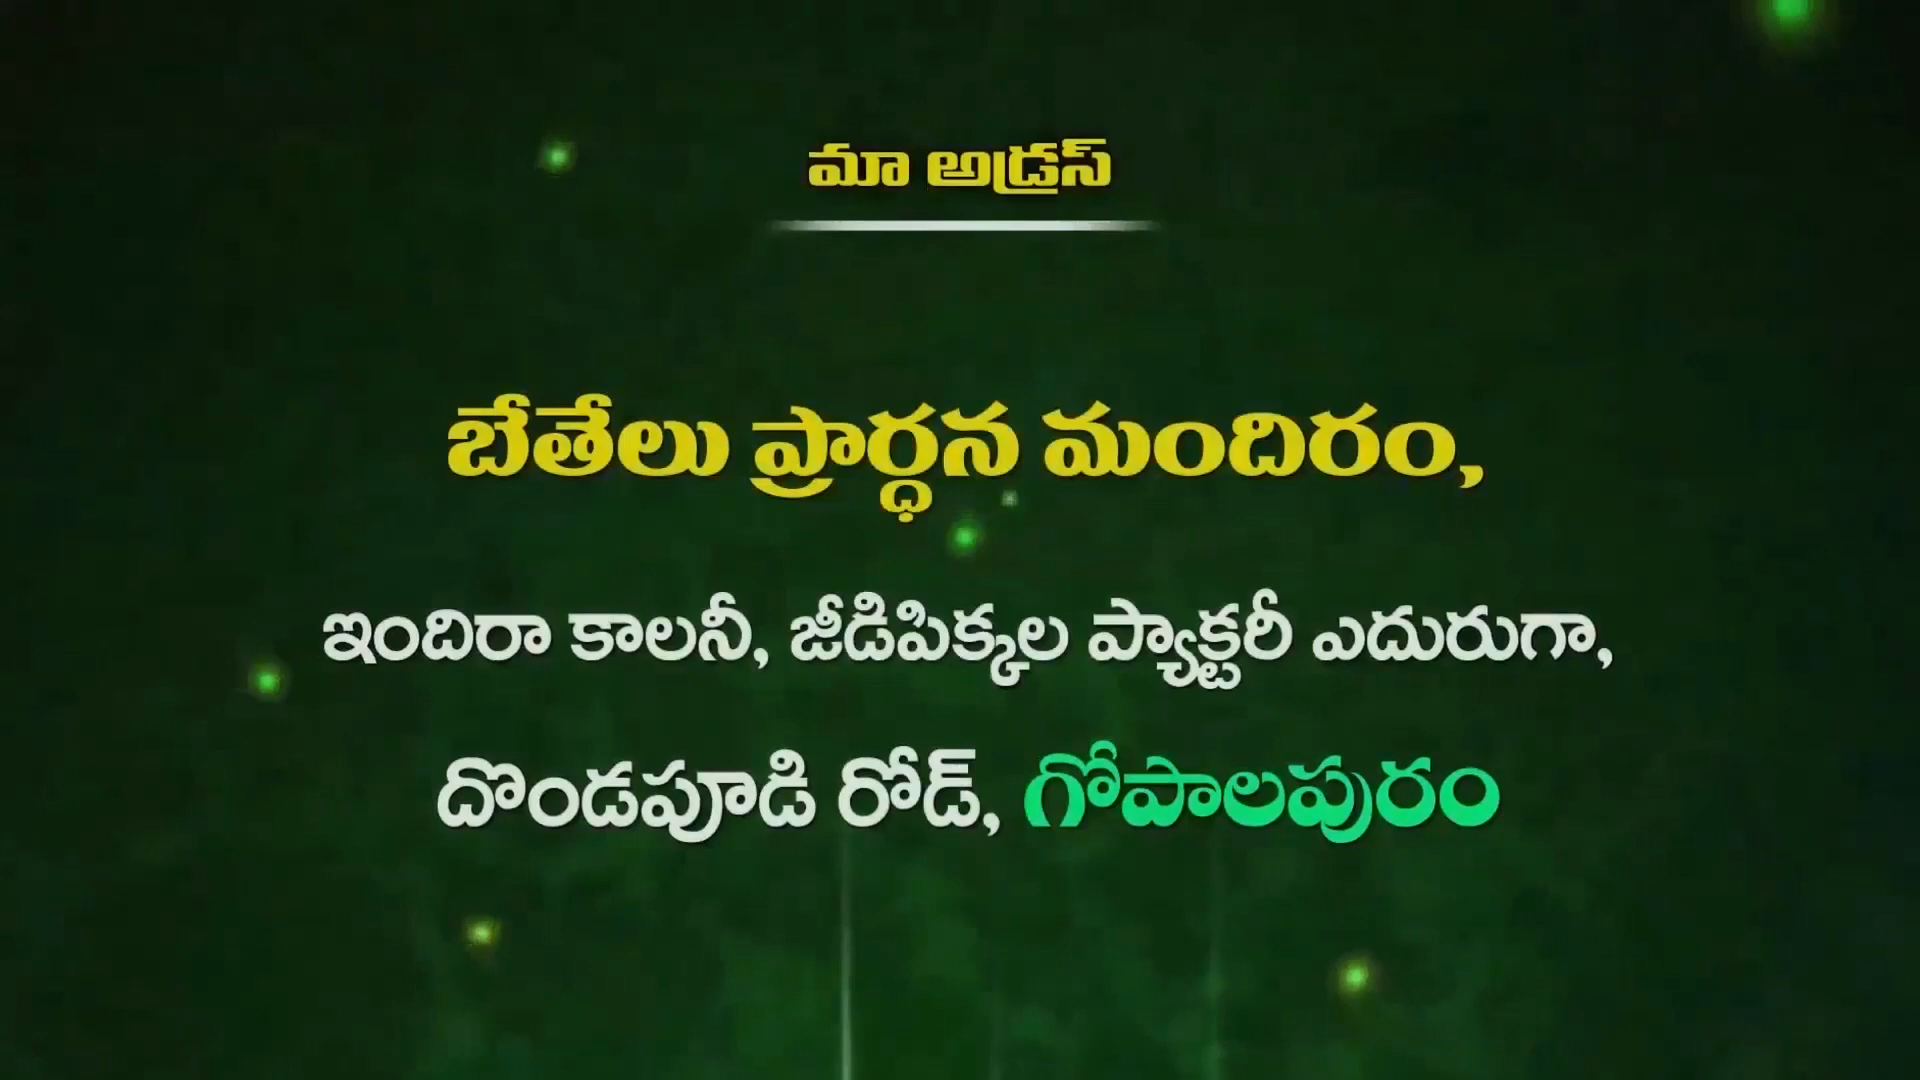 మా అడ్రస్
బేతేలు ప్రార్ధన మందిరం,
ఇందిరా కాలనీ, జీడిపిక్కల ప్యాక్టరీ ఎదురుగా,
దొండపూడి రోడ్, గోపాలపురం